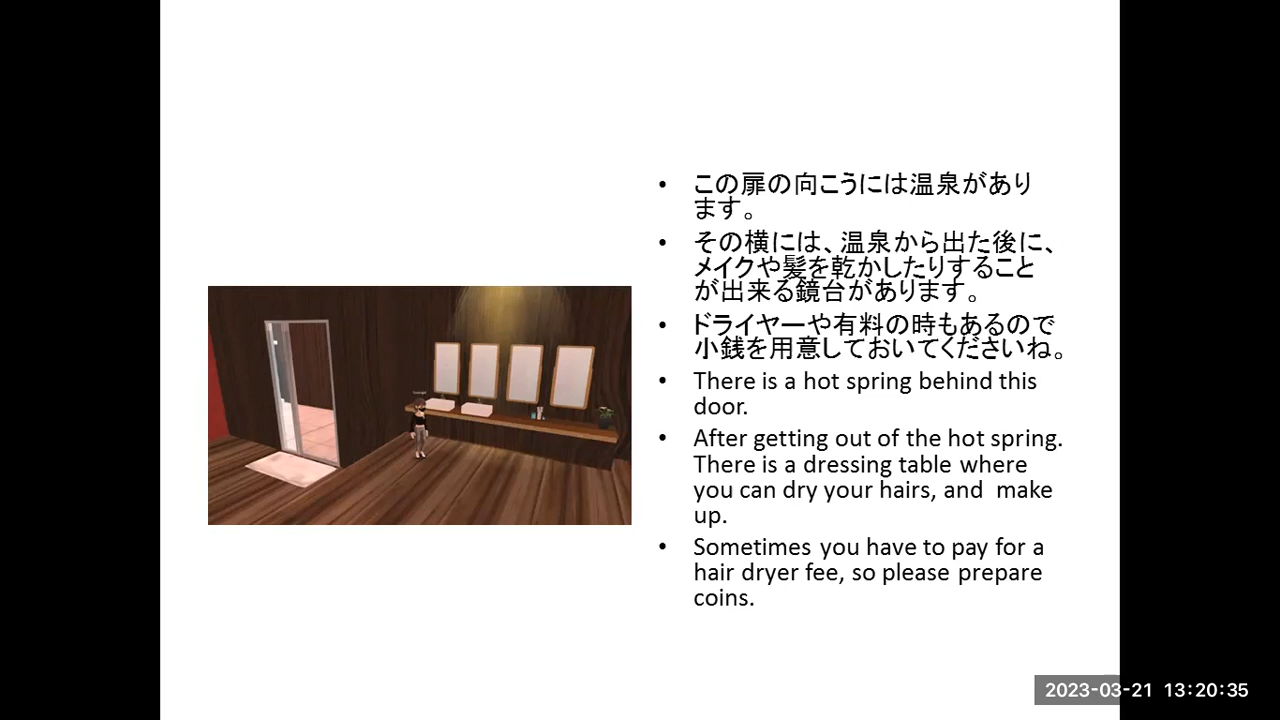 • この扉の向こうには温泉があり
ます。
• その横には、温泉から出た後に、
メイクや髪を乾かしたりすること
が出来る鏡台があります。
• ドライヤーや有料の時もあるので
小銭を用意しておいてくださいね。
• There is a hot spring behind this
door.
• After getting out of the hot spring.
There is a dressing table where
you can dry your hairs, and  make
up.
• Sometimes you have to pay for a
hair dryer fee, so please prepare
coins.
2023-03-21 13:20:35